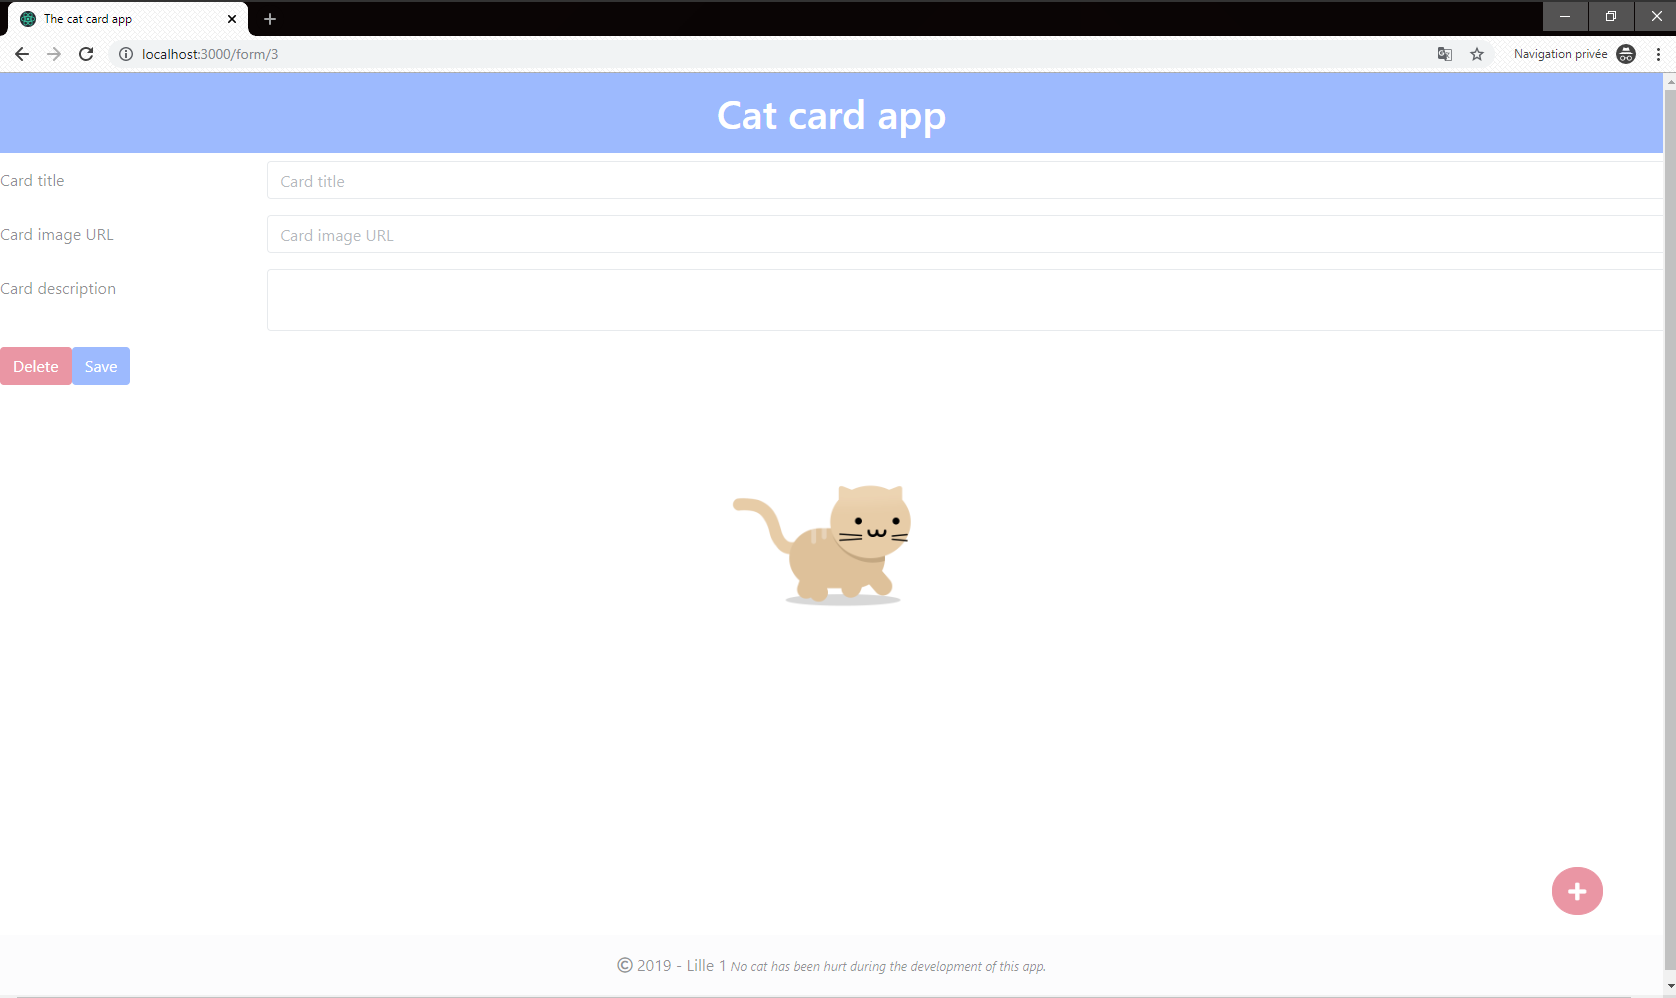 The cat card app
localhost:3000/form/3
Navigation privée
Cat card app
Card title
Card title
Card image URL
Card image URL
Card description
Delete Save
© 2019 - Lille 1 No cat has been hurt during the development of this app.